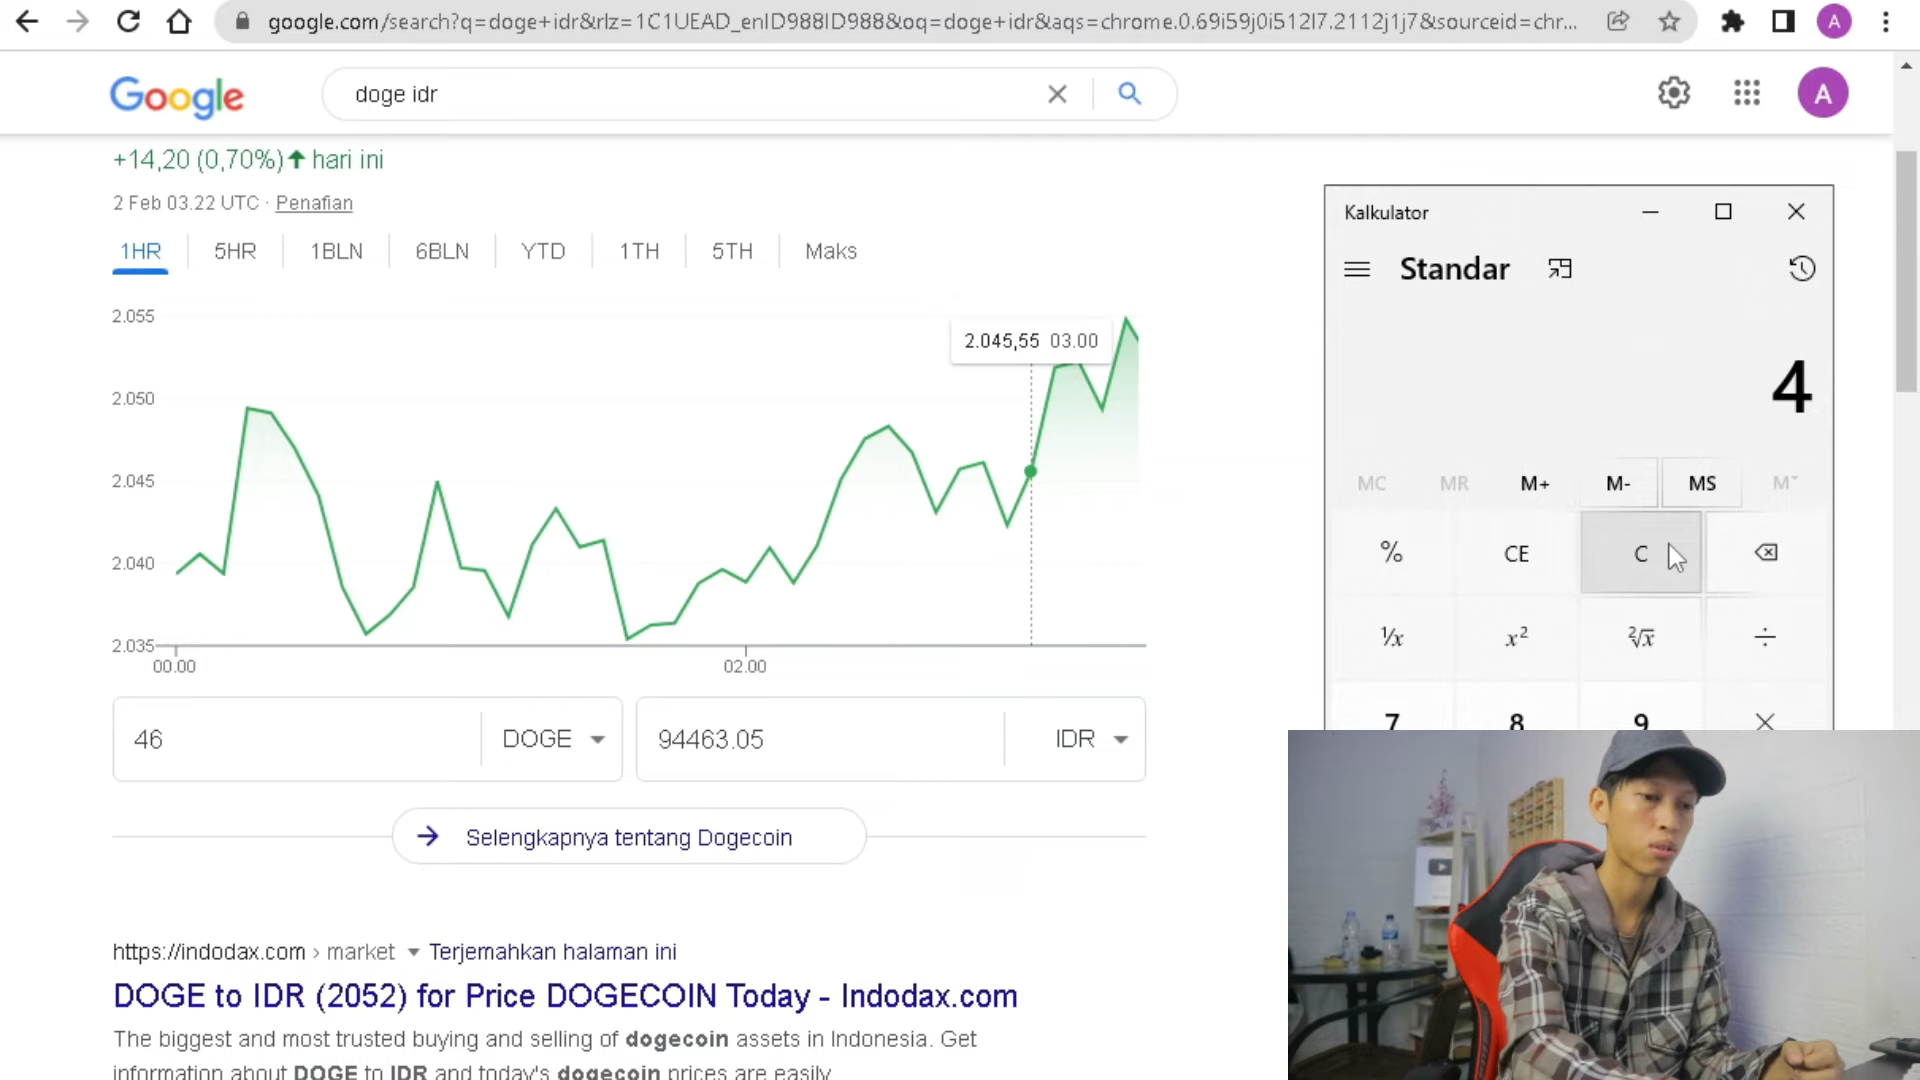 google.com/search?q=doge+idr&rlz=1C1UEAD_enID988ID988&oq=doge+idr&aqs=chrome.0.69i59j0i512l7.2112j1j7&sourceid=chr...
A
Google
doge idr
A
+14,20 (0,70%) hari ini
2 Feb 03.22 UTC · Penafian
1HR
5HR
1BLN
6BLN
YTD
1TH
5TH
Maks
2.055
2.050
2.045
2.040
2.035
2.045,55 03.00
00.00
02.00
46
DOGE
94463.05
IDR
Selengkapnya tentang Dogecoin
https://indodax.com › market
Terjemahkan halaman ini
DOGE to IDR (2052) for Price DOGECOIN Today - Indodax.com
The biggest and most trusted buying and selling of dogecoin assets in Indonesia. Get
information about DOGE to IDR and today's dogecoin prices are easily
Kalkulator
Standar
4
MC MR M+ M- MS M˅
% CE C
⅟x x² ²√x ÷
7 8 9 ×